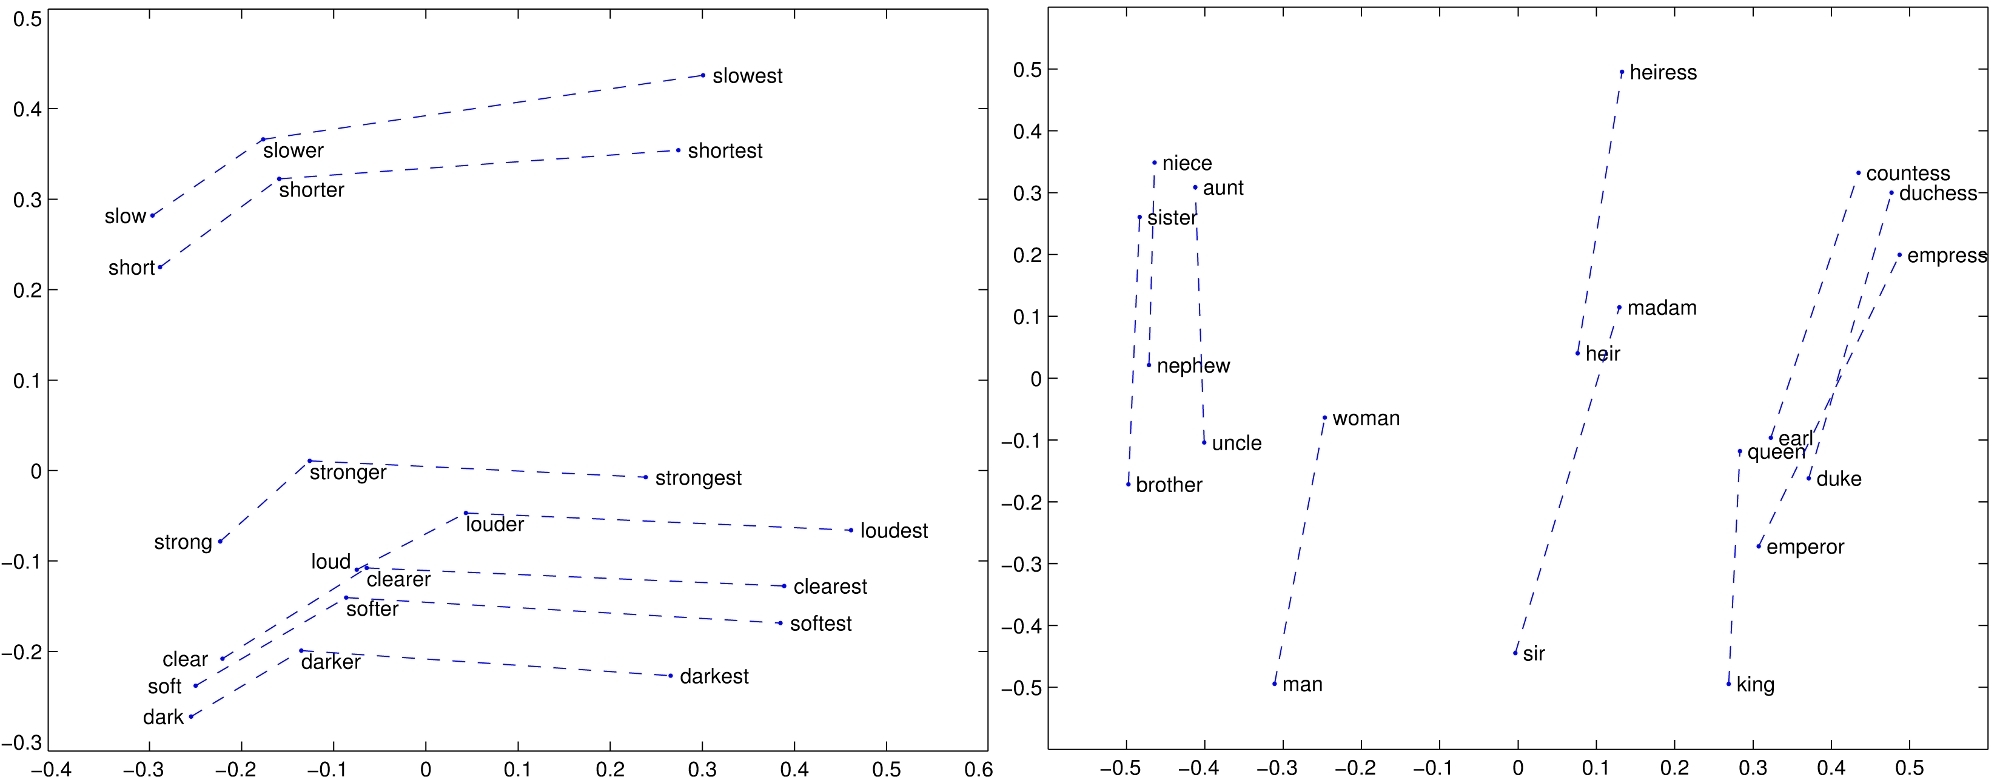 0.5
0.4
0.3
0.2
0.1
0
−0.1
−0.2
−0.3
−0.4
−0.3
−0.2
−0.1
0
0.1
0.2
0.3
0.4
0.5
0.6
slowest
slower
shortest
shorter
slow
short
stronger
strongest
strong
louder
loudest
loud
clearer
clearest
softer
softest
clear
darker
darkest
soft
dark
0.5
0.4
0.3
0.2
0.1
0
−0.1
−0.2
−0.3
−0.4
−0.5
−0.5
−0.4
−0.3
−0.2
−0.1
0
0.1
0.2
0.3
0.4
0.5
heiress
niece
countess
aunt
duchess
sister
empress
madam
heir
nephew
woman
earl
uncle
queen
duke
brother
emperor
sir
man
king